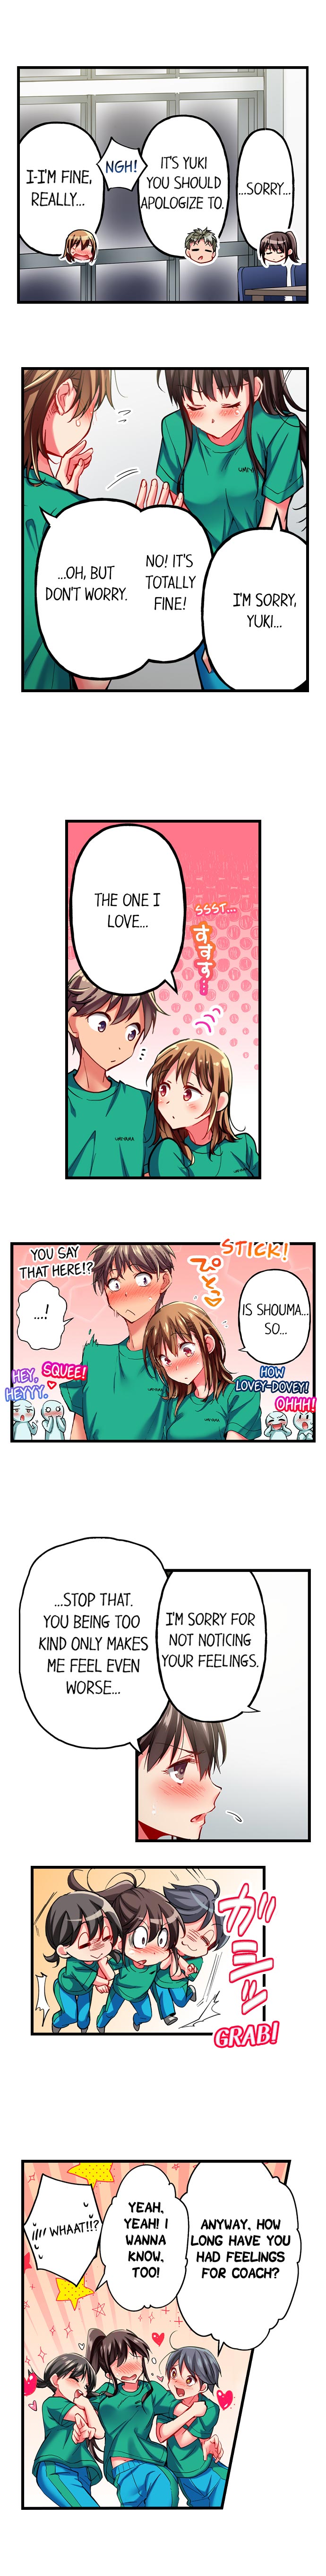 ...SORRY...
IT'S YUKI
YOU SHOULD
APOLOGIZE TO.
NGH!
I-I'M FINE,
REALLY...
I'M SORRY,
YUKI...
NO! IT'S
TOTALLY
FINE!
...OH, BUT
DON'T WORRY.
THE ONE I
LOVE...
SSST...
すすす…
STICK!
ぴとっ
IS SHOUMA...
SO...
YOU SAY
THAT HERE!?
...!
HEY,
HEYYY.
SQUEE!
HOW
LOVEY-DOVEY!
OHHH!
I'M SORRY FOR
NOT NOTICING
YOUR FEELINGS.
...STOP THAT.
YOU BEING TOO
KIND ONLY MAKES
ME FEEL EVEN
WORSE...
ガシッ
GRAB!
ANYWAY, HOW
LONG HAVE YOU
HAD FEELINGS
FOR COACH?
YEAH,
YEAH! I
WANNA
KNOW,
TOO!
WHAAT!!?